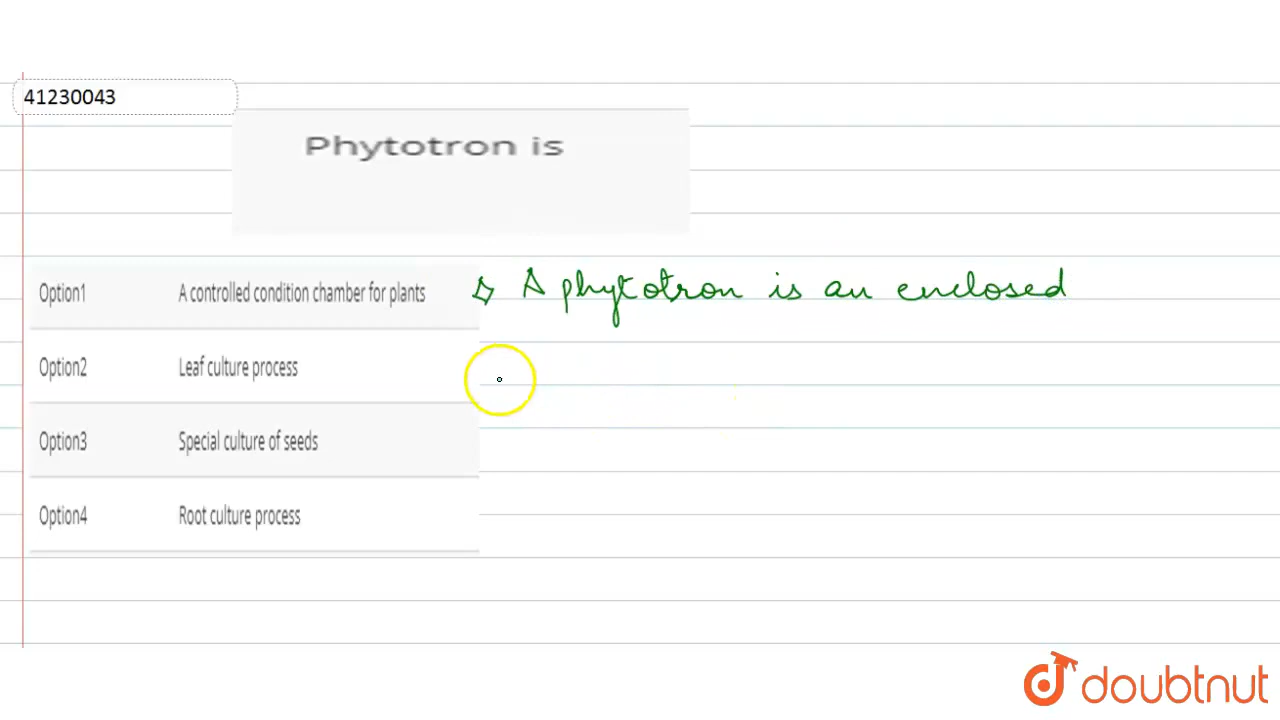 41230043
Phytotron is
Option1 A controlled condition chamber for plants
A phytotron is an enclosed
Option2 Leaf culture process
Option3 Special culture of seeds
Option4 Root culture process
doubtnut